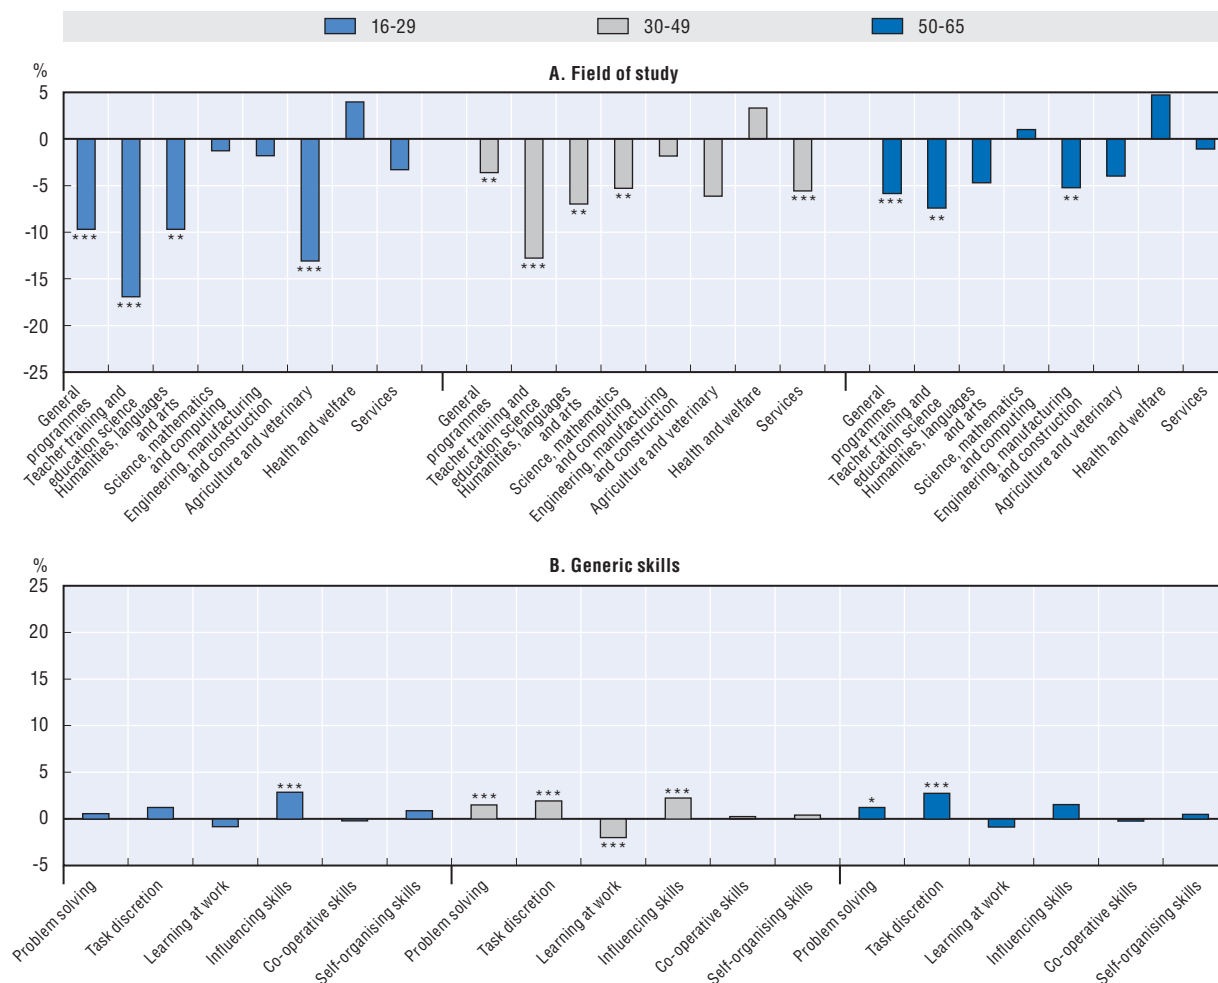 16-29 30-49 50-65
A. Field of study
%
5
0
-5
-10
-15
-20
-25
*** *** ** *** ** *** ** ** *** *** ** **
General
programmes
Teacher training and
education science
Humanities, languages
and arts
Science, mathematics
and computing
Engineering, manufacturing
and construction
Agriculture and veterinary
Health and welfare
Services
General
programmes
Teacher training and
education science
Humanities, languages
and arts
Science, mathematics
and computing
Engineering, manufacturing
and construction
Agriculture and veterinary
Health and welfare
Services
General
programmes
Teacher training and
education science
Humanities, languages
and arts
Science, mathematics
and computing
Engineering, manufacturing
and construction
Agriculture and veterinary
Health and welfare
Services
B. Generic skills
%
25
20
15
10
5
0
-5
*** *** *** *** *** * ***
Problem solving
Task discretion
Learning at work
Influencing skills
Co-operative skills
Self-organising skills
Problem solving
Task discretion
Learning at work
Influencing skills
Co-operative skills
Self-organising skills
Problem solving
Task discretion
Learning at work
Influencing skills
Co-operative skills
Self-organising skills